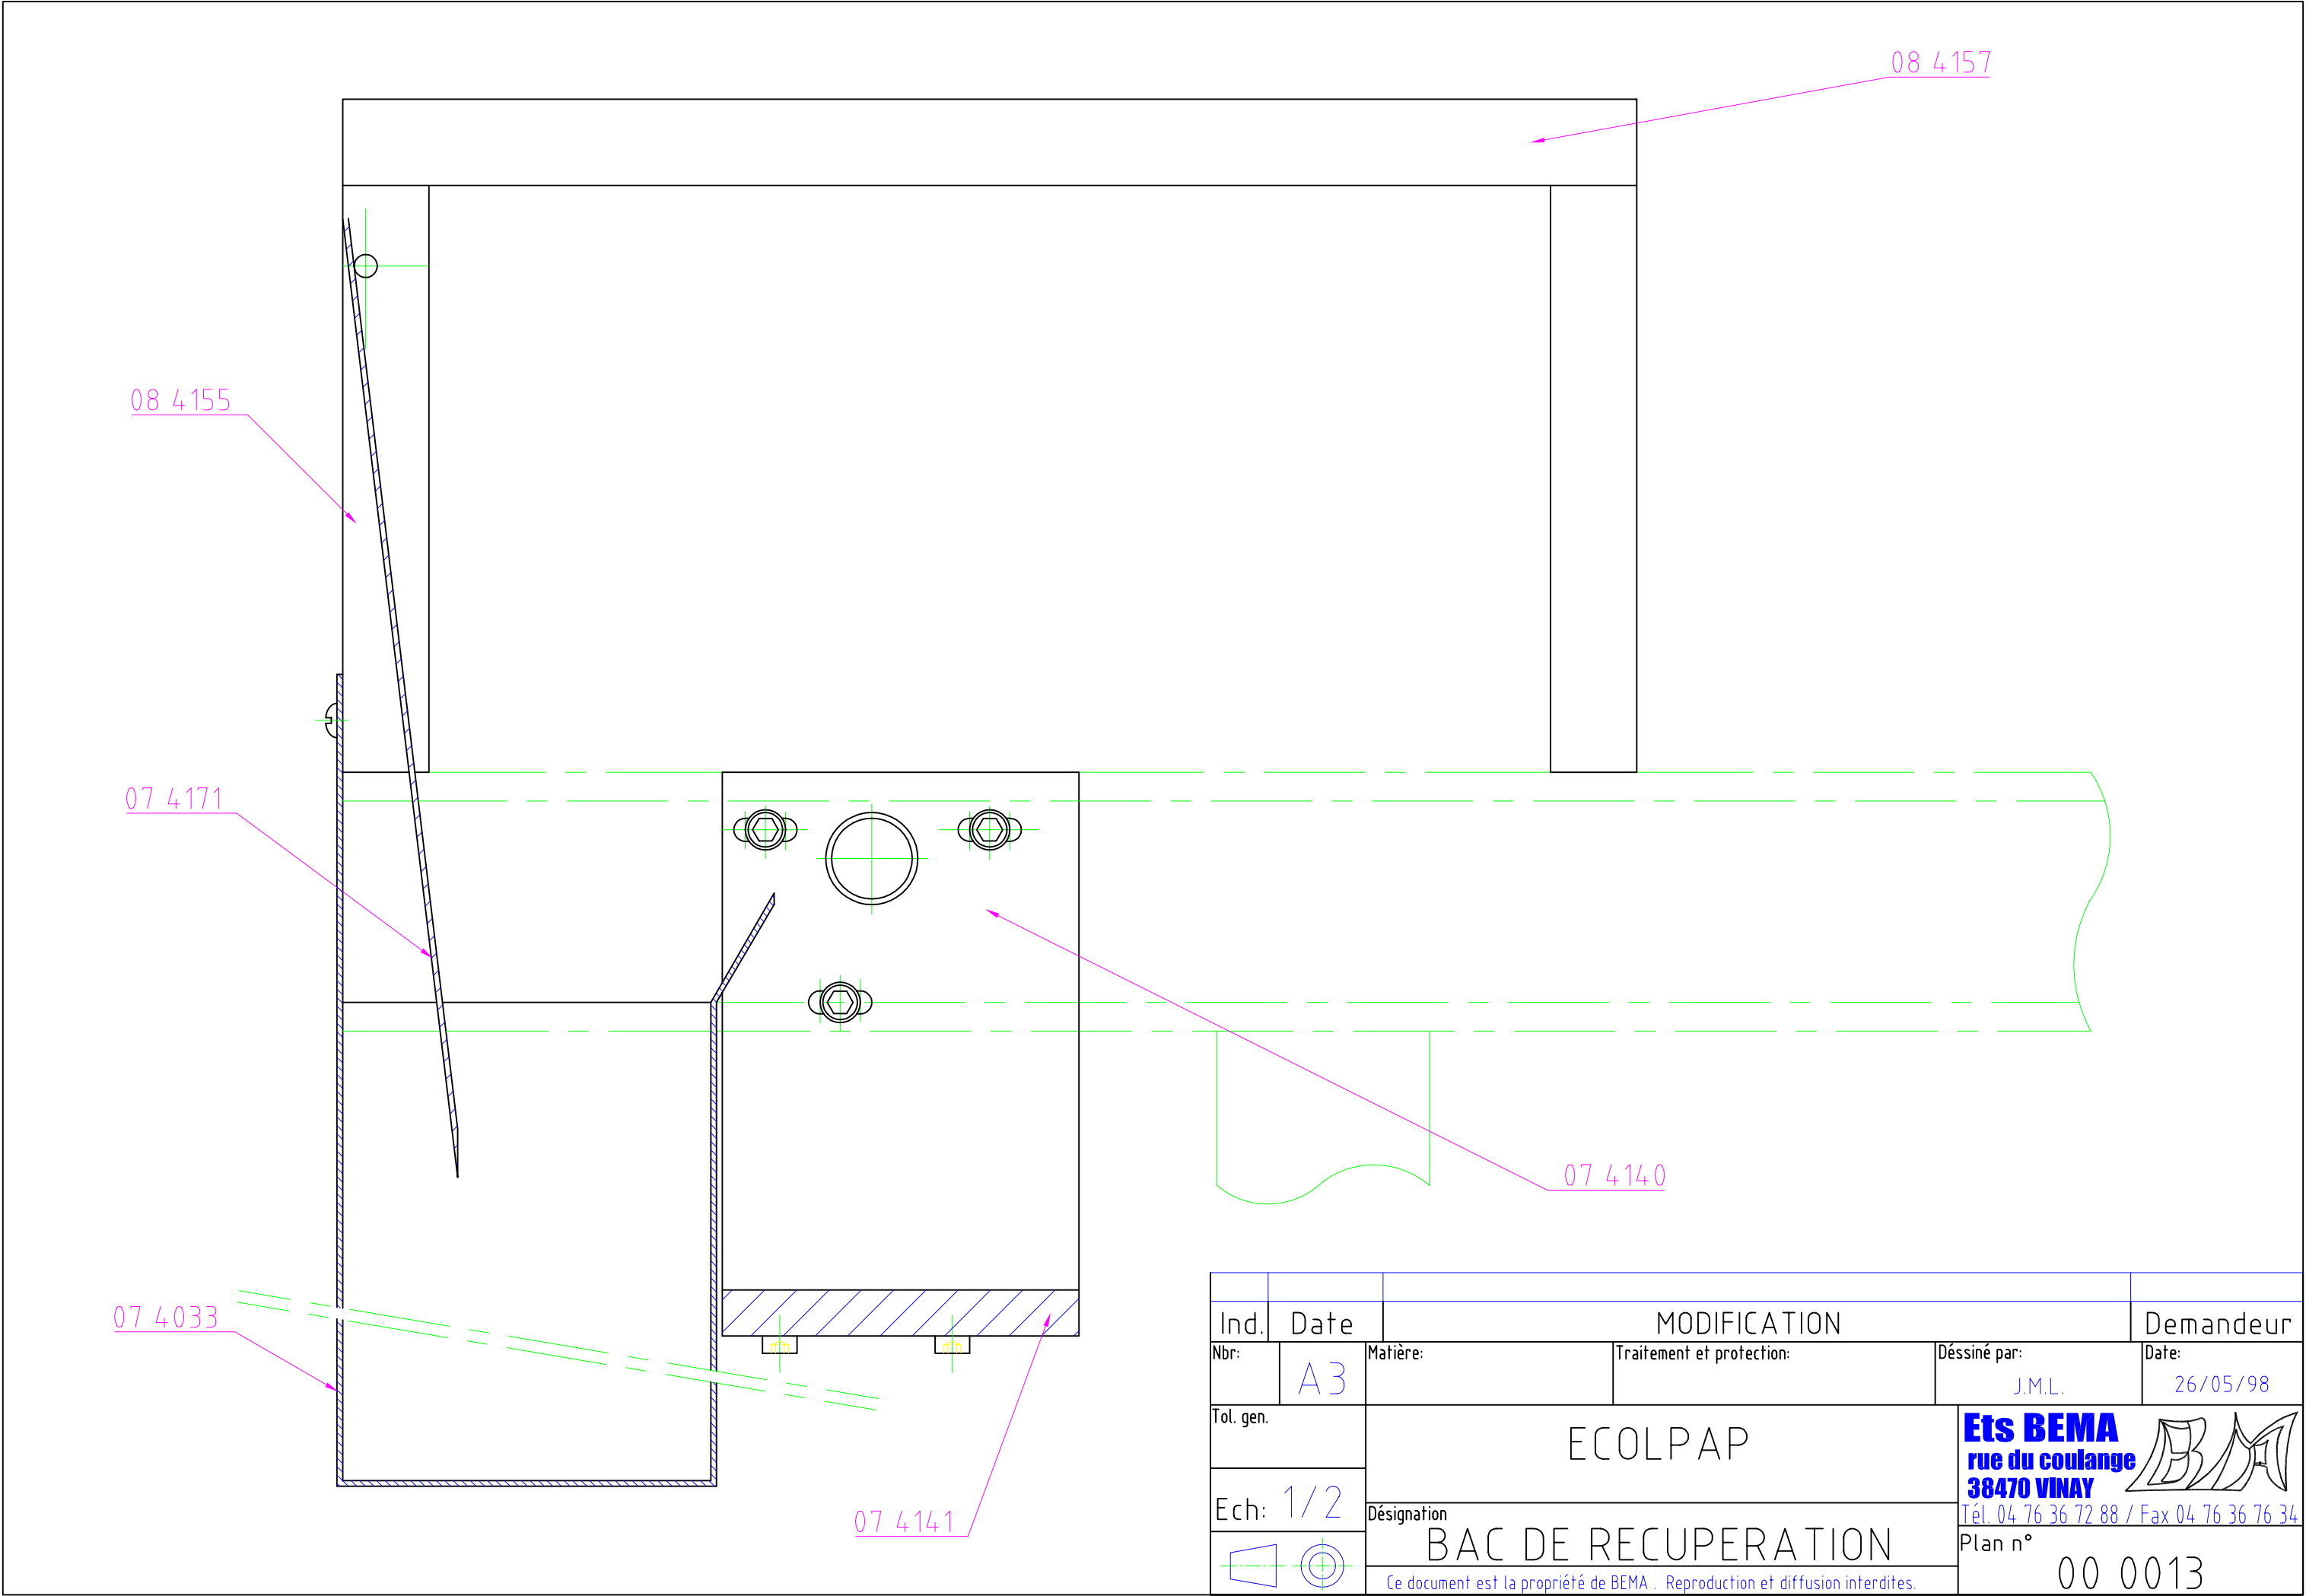 08 4157
08 4155
07 4171
07 4140
07 4033
07 4141
Ind. Date MODIFICATION Demandeur
Nbr: A3 Matière: Traitement et protection: Déssiné par: J.M.L. Date: 26/05/98
Tol. gen.
ECOLPAP
Ets BEMA
rue du coulange
38470 VINAY
Tél. 04 76 36 72 88 / Fax 04 76 36 76 34
BMA
Ech: 1/2
Désignation
BAC DE RECUPERATION
Plan n°
00 0013
Ce document est la propriété de BEMA . Reproduction et diffusion interdites.